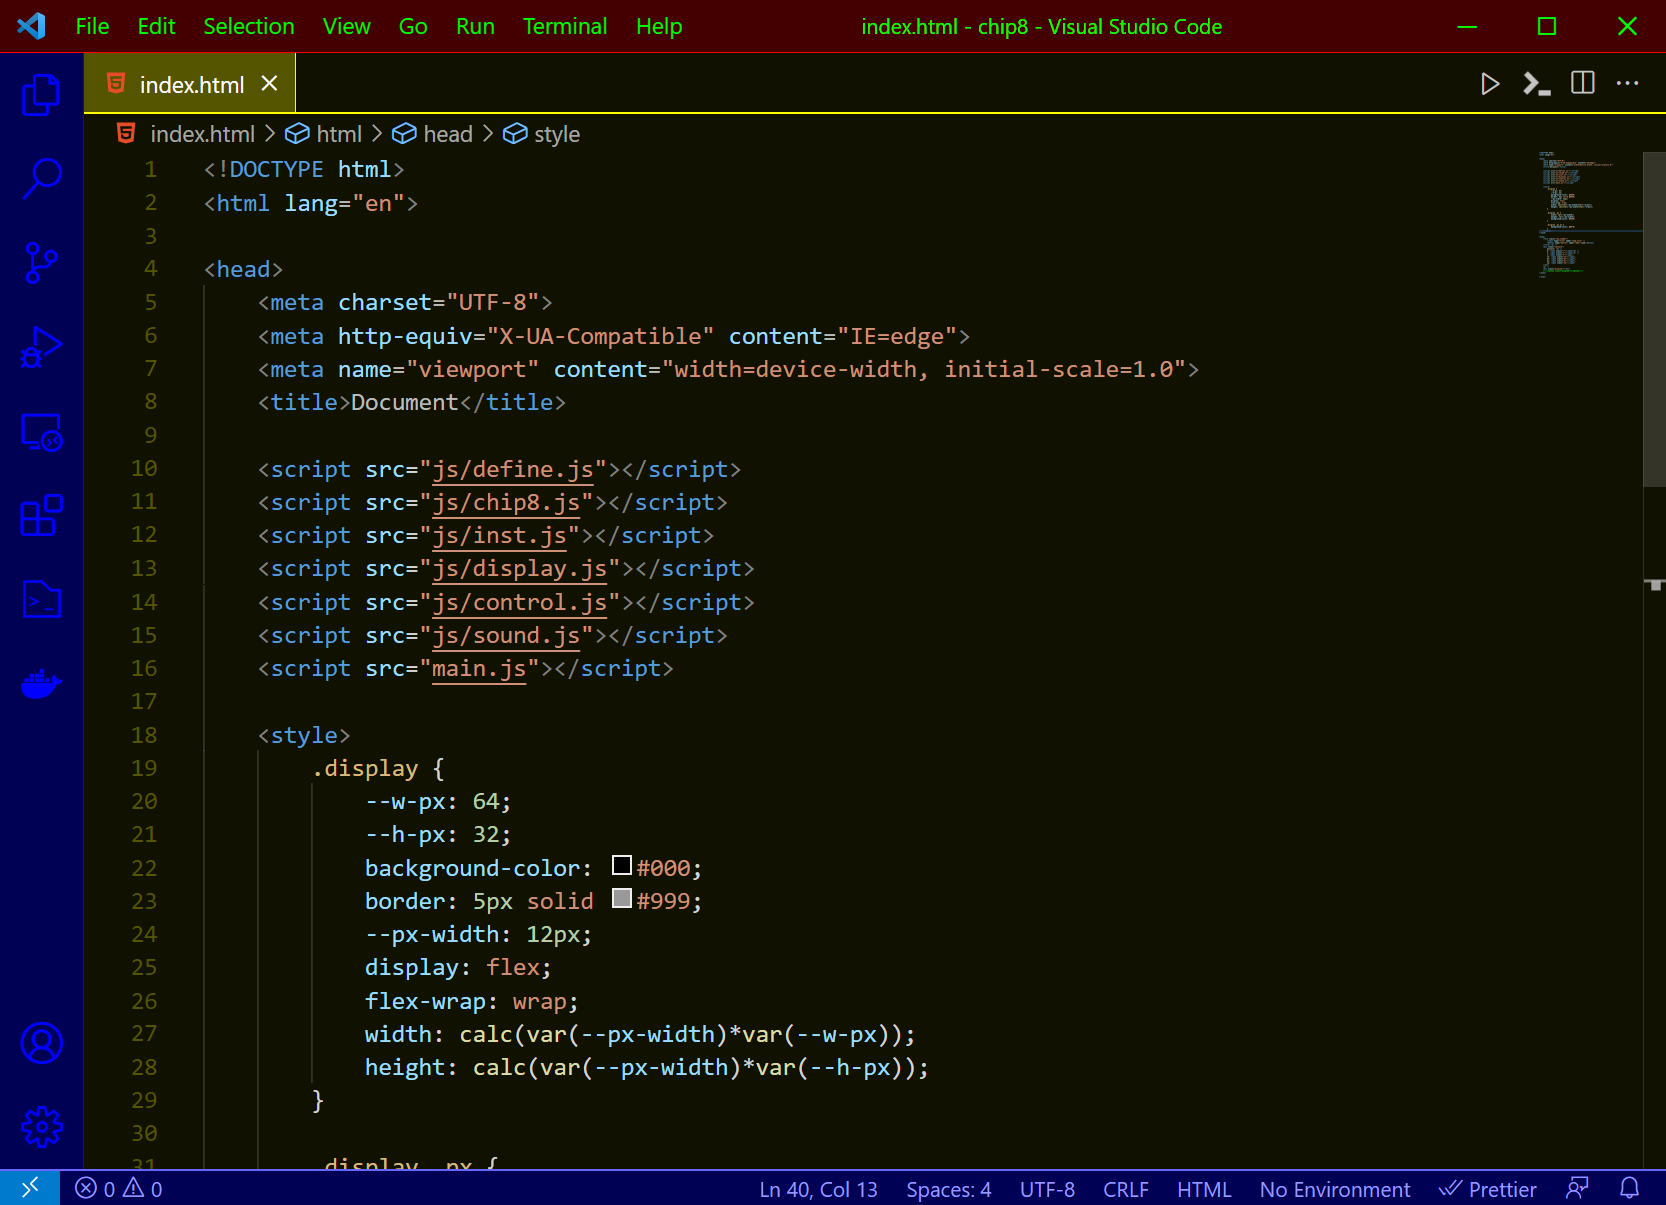 File Edit Selection View Go Run Terminal Help index.html - chip8 - Visual Studio Code
index.html
index.html > html > head > style
1 <!DOCTYPE html>
2 <html lang="en">
3
4 <head>
5 <meta charset="UTF-8">
6 <meta http-equiv="X-UA-Compatible" content="IE=edge">
7 <meta name="viewport" content="width=device-width, initial-scale=1.0">
8 <title>Document</title>
9
10 <script src="js/define.js"></script>
11 <script src="js/chip8.js"></script>
12 <script src="js/inst.js"></script>
13 <script src="js/display.js"></script>
14 <script src="js/control.js"></script>
15 <script src="js/sound.js"></script>
16 <script src="main.js"></script>
17
18 <style>
19 .display {
20 --w-px: 64;
21 --h-px: 32;
22 background-color: #000;
23 border: 5px solid #999;
24 --px-width: 12px;
25 display: flex;
26 flex-wrap: wrap;
27 width: calc(var(--px-width)*var(--w-px));
28 height: calc(var(--px-width)*var(--h-px));
29 }
30
31 .display .px {
0 0 Ln 40, Col 13 Spaces: 4 UTF-8 CRLF HTML No Environment Prettier